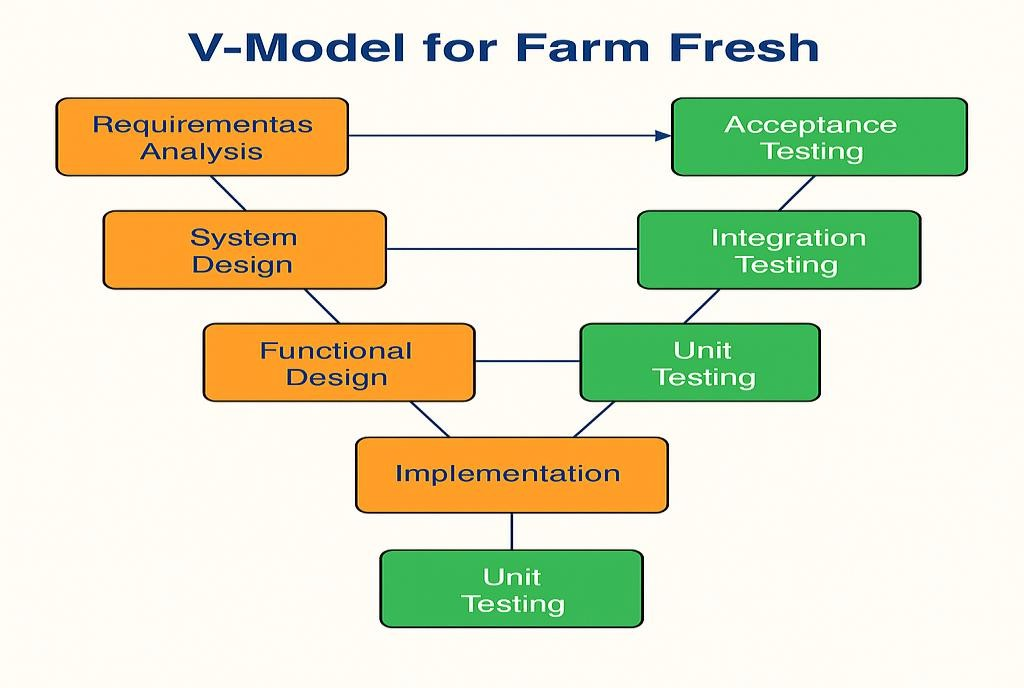 V-Model for Farm Fresh
Requirementas
Analysis
Acceptance
Testing
System
Design
Integration
Testing
Functional
Design
Unit
Testing
Implementation
Unit
Testing